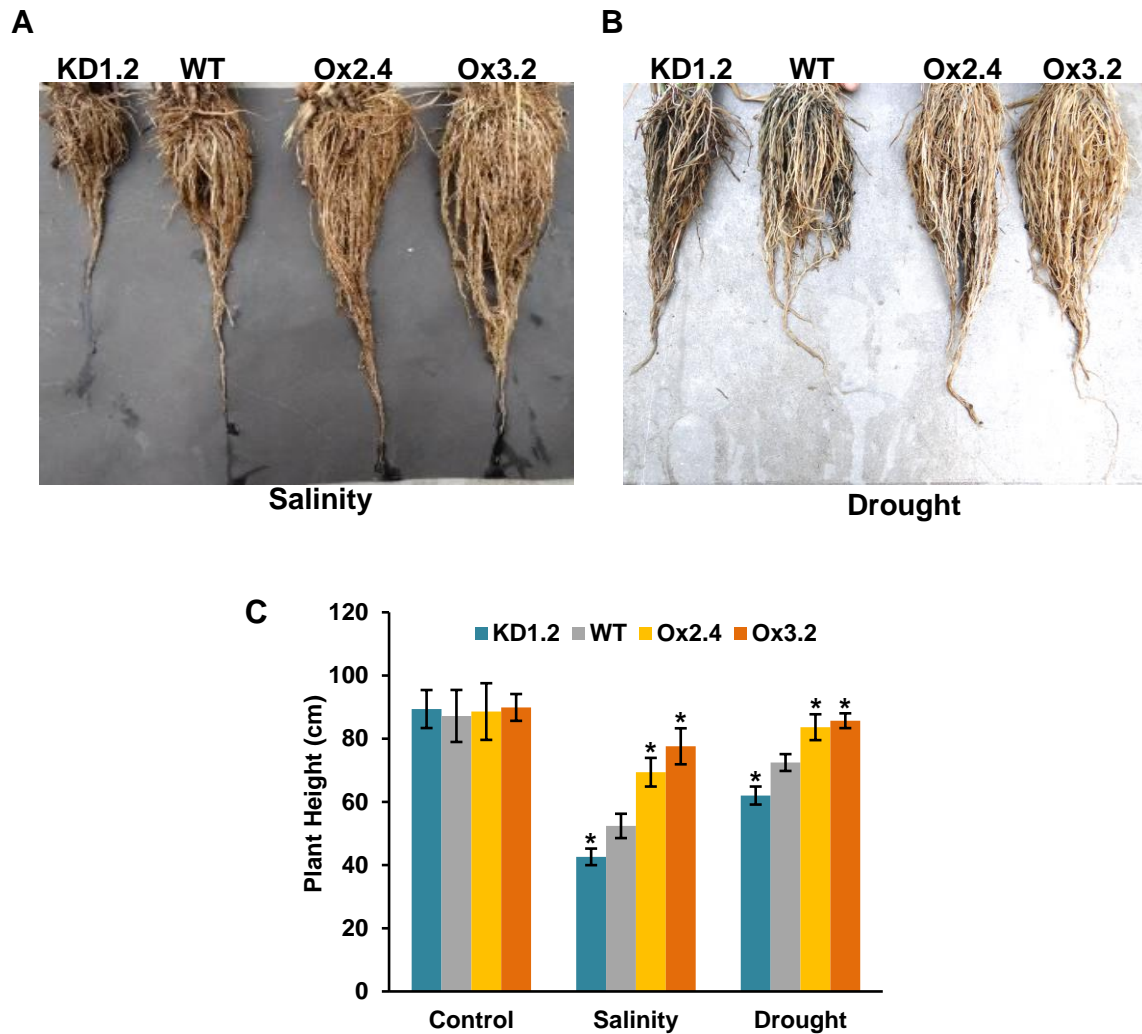 A
KD1.2 WT Ox2.4 Ox3.2
Salinity
B
KD1.2 WT Ox2.4 Ox3.2
Drought
C
KD1.2 WT Ox2.4 Ox3.2
Plant Height (cm)
120
100
80
60
40
20
0
* * *
* * *
Control Salinity Drought